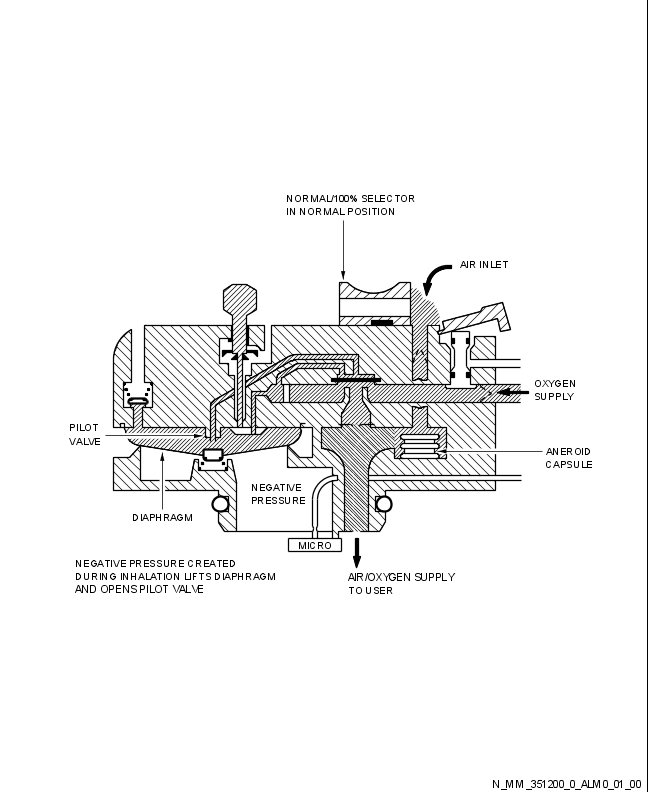 NORMAL/100% SELECTOR
IN NORMAL POSITION
AIR INLET
OXYGEN
SUPPLY
PILOT
VALVE
ANEROID
CAPSULE
NEGATIVE
PRESSURE
DIAPHRAGM
MICRO
NEGATIVE PRESSURE CREATED
DURING INHALATION LIFTS DIAPHRAGM
AND OPENS PILOT VALVE
AIR/OXYGEN SUPPLY
TO USER
N_MM_351200_0_ALM0_01_00